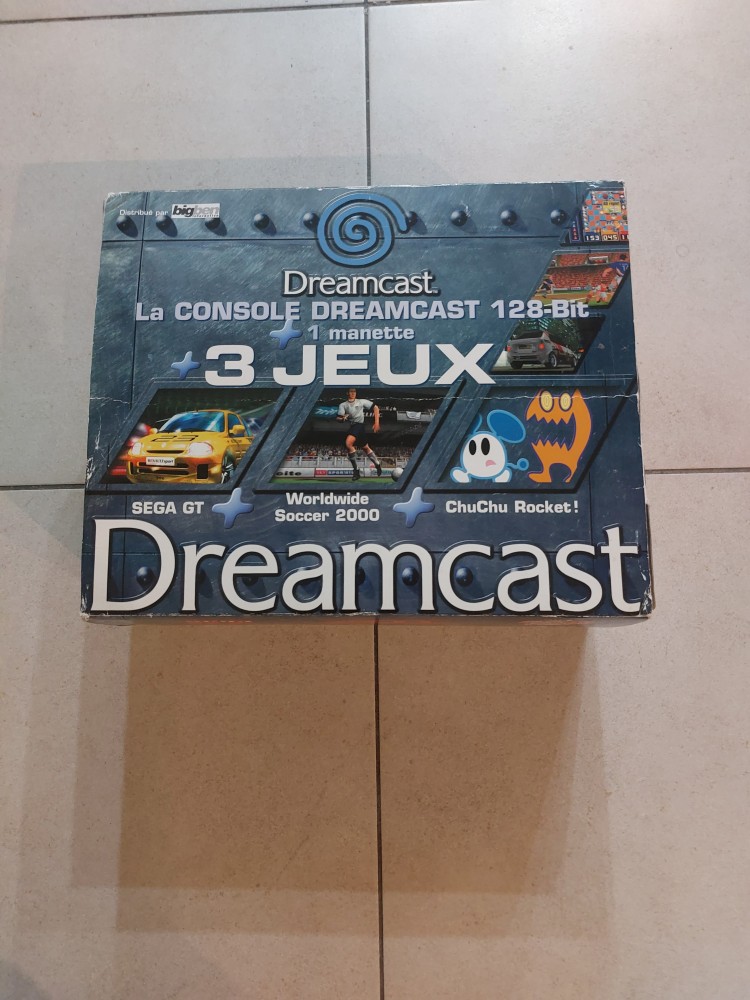 Distribué par bigben
Dreamcast
La CONSOLE DREAMCAST 128-Bit
1 manette
3 JEUX
SEGA GT
Worldwide
Soccer 2000
ChuChu Rocket!
Dreamcast